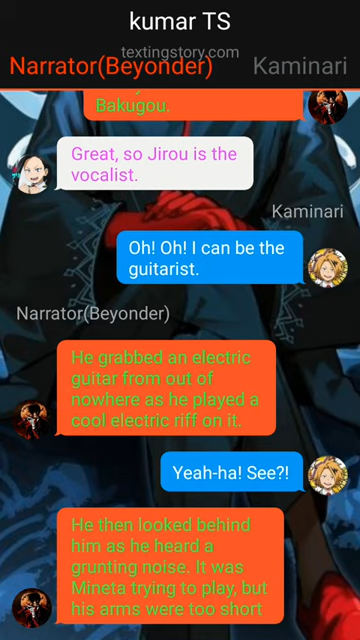 kumar TS
textingstory.com
Narrator(Beyonder) Kaminari
Bakugou.
Great, so Jirou is the
vocalist.
Kaminari
Oh! Oh! I can be the
guitarist.
Narrator(Beyonder)
He grabbed an electric
guitar from out of
nowhere as he played a
cool electric riff on it.
Yeah-ha! See?!
He then looked behind
him as he heard a
grunting noise. It was
Mineta trying to play, but
his arms were too short